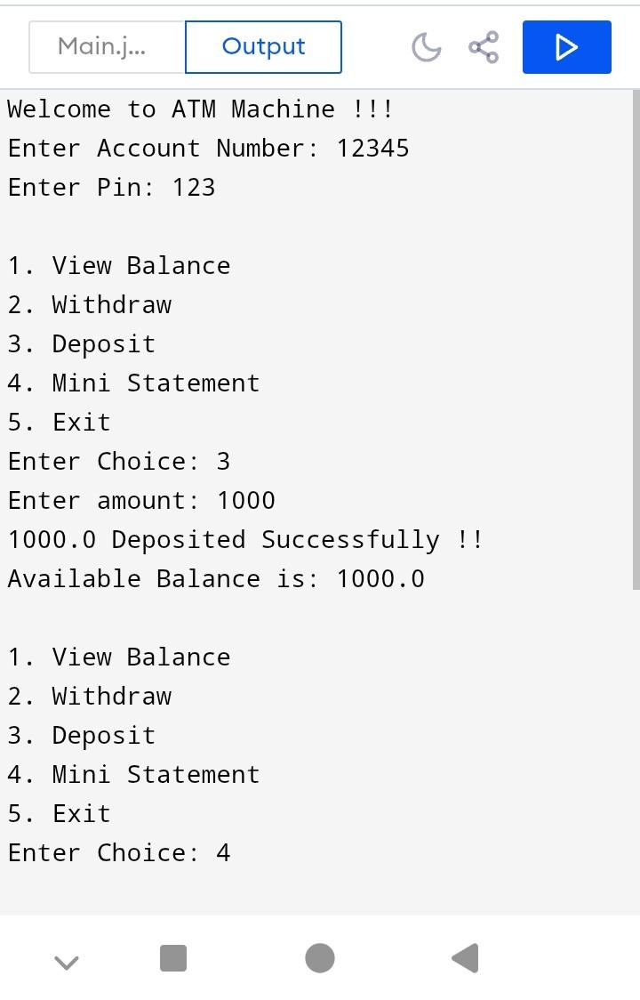 Main.j... Output
Welcome to ATM Machine !!!
Enter Account Number: 12345
Enter Pin: 123
1. View Balance
2. Withdraw
3. Deposit
4. Mini Statement
5. Exit
Enter Choice: 3
Enter amount: 1000
1000.0 Deposited Successfully !!
Available Balance is: 1000.0
1. View Balance
2. Withdraw
3. Deposit
4. Mini Statement
5. Exit
Enter Choice: 4